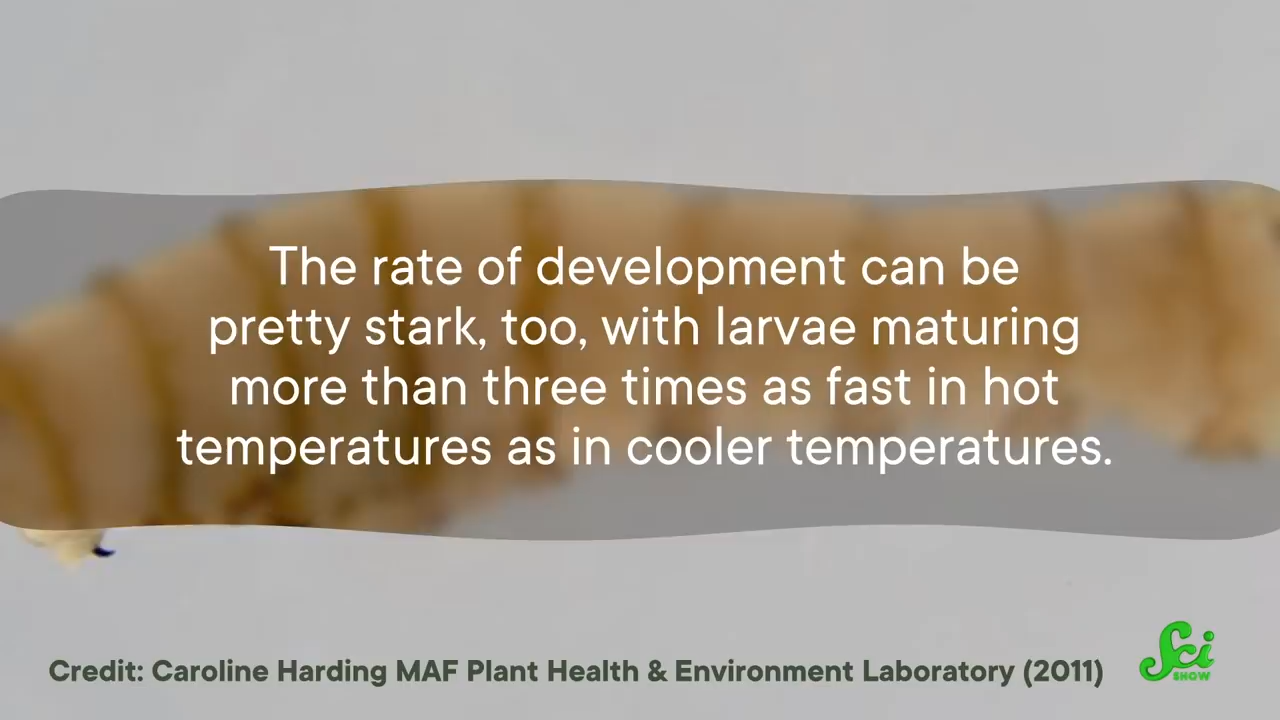 The rate of development can be
pretty stark, too, with larvae maturing
more than three times as fast in hot
temperatures as in cooler temperatures.
Credit: Caroline Harding MAF Plant Health & Environment Laboratory (2011)
Sci
SHOW